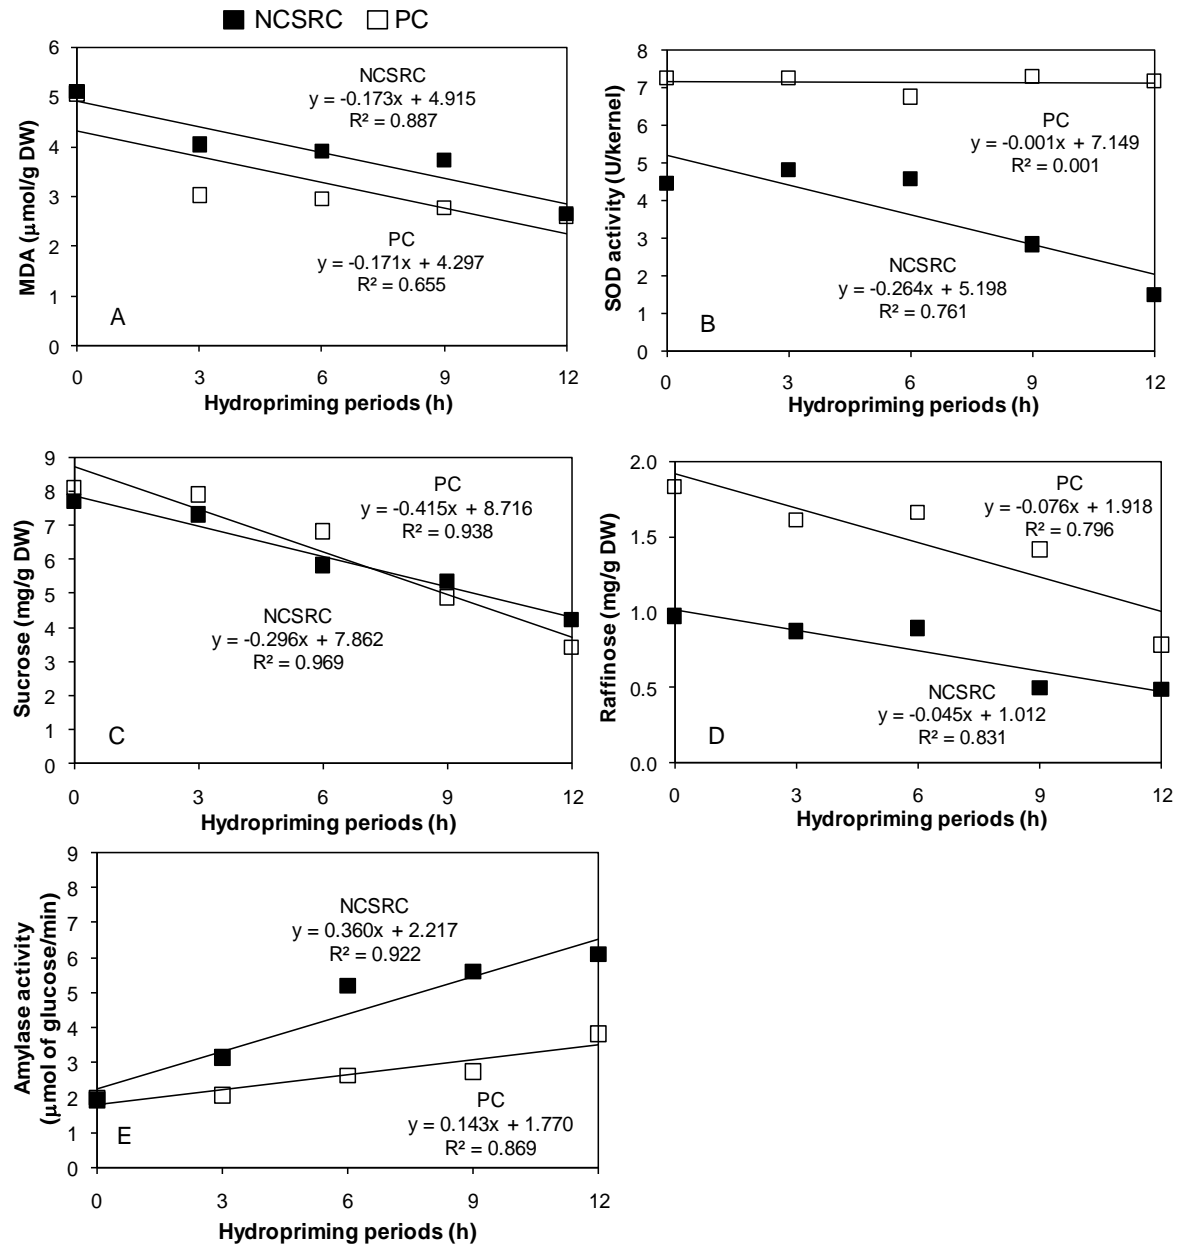 NCSRC PC
6
5
4
3
2
1
0
MDA (μmol/g DW)
NCSRC
y = -0.173x + 4.915
R² = 0.887
PC
y = -0.171x + 4.297
R² = 0.655
A
0 3 6 9 12
Hydropriming periods (h)
8
7
6
5
4
3
2
1
0
SOD activity (U/kernel)
PC
y = -0.001x + 7.149
R² = 0.001
NCSRC
y = -0.264x + 5.198
R² = 0.761
B
0 3 6 9 12
Hydropriming periods (h)
9
8
7
6
5
4
3
2
1
0
Sucrose (mg/g DW)
PC
y = -0.415x + 8.716
R² = 0.938
NCSRC
y = -0.296x + 7.862
R² = 0.969
C
0 3 6 9 12
Hydropriming periods (h)
2.0
1.5
1.0
0.5
0.0
Raffinose (mg/g DW)
PC
y = -0.076x + 1.918
R² = 0.796
NCSRC
y = -0.045x + 1.012
R² = 0.831
D
0 3 6 9 12
Hydropriming periods (h)
9
8
7
6
5
4
3
2
1
0
Amylase activity
(μmol of glucose/min)
NCSRC
y = 0.360x + 2.217
R² = 0.922
PC
y = 0.143x + 1.770
R² = 0.869
E
0 3 6 9 12
Hydropriming periods (h)